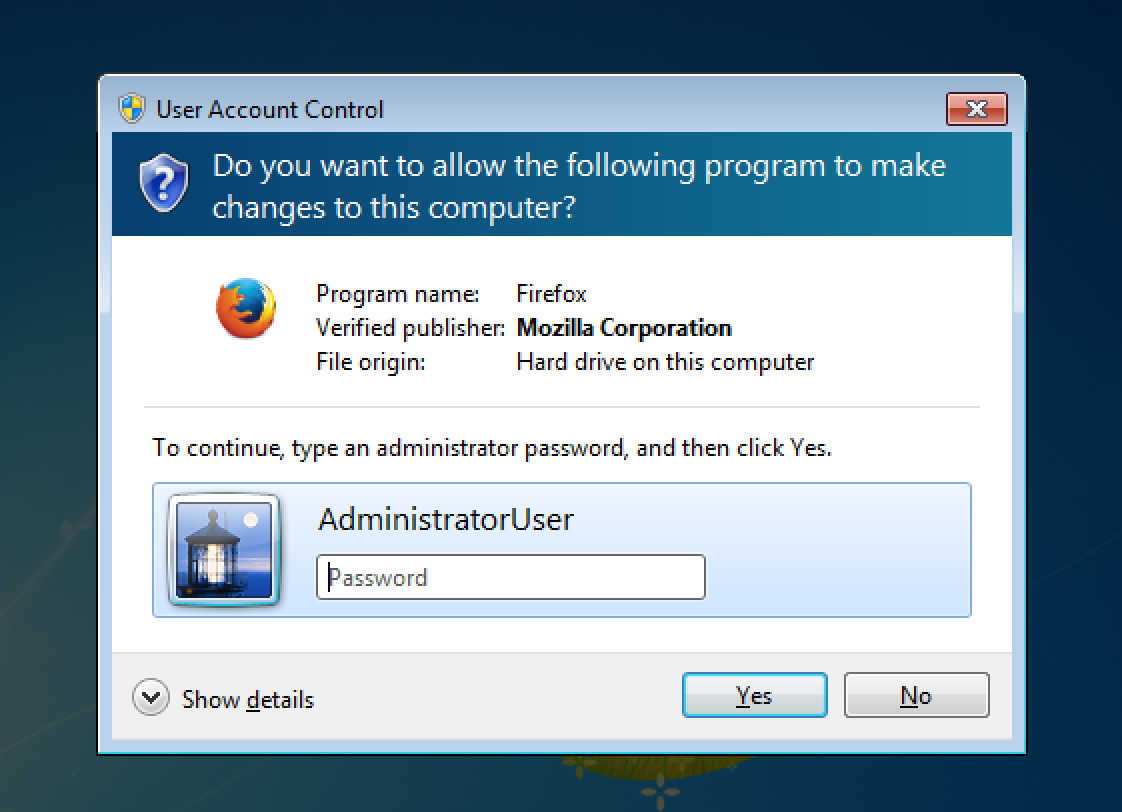 User Account Control
Do you want to allow the following program to make
changes to this computer?
Program name: Firefox
Verified publisher: Mozilla Corporation
File origin: Hard drive on this computer
To continue, type an administrator password, and then click Yes.
AdministratorUser
Password
Show details
Yes
No